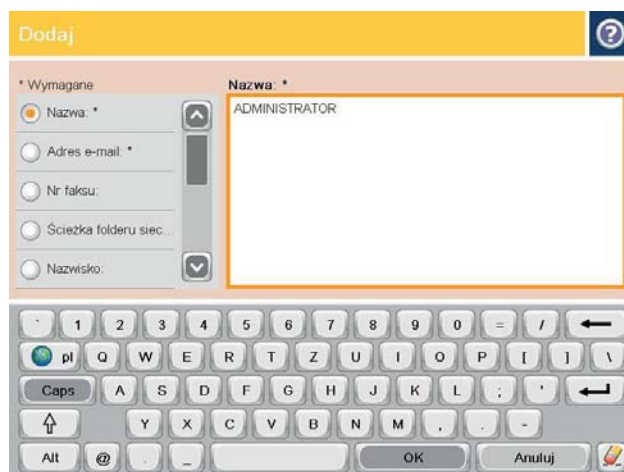 Dodaj
?
* Wymagane
Nazwa: *
Nazwa: *
ADMINISTRATOR
Adres e-mail: *
Nr faksu:
Ścieżka folderu siec...
Nazwisko:
` 1 2 3 4 5 6 7 8 9 0 = /
pl Q W E R T Z U I O P [ ] \
Caps A S D F G H J K L ; '
Y X C V B N M , . -
Alt @ . _ OK Anuluj